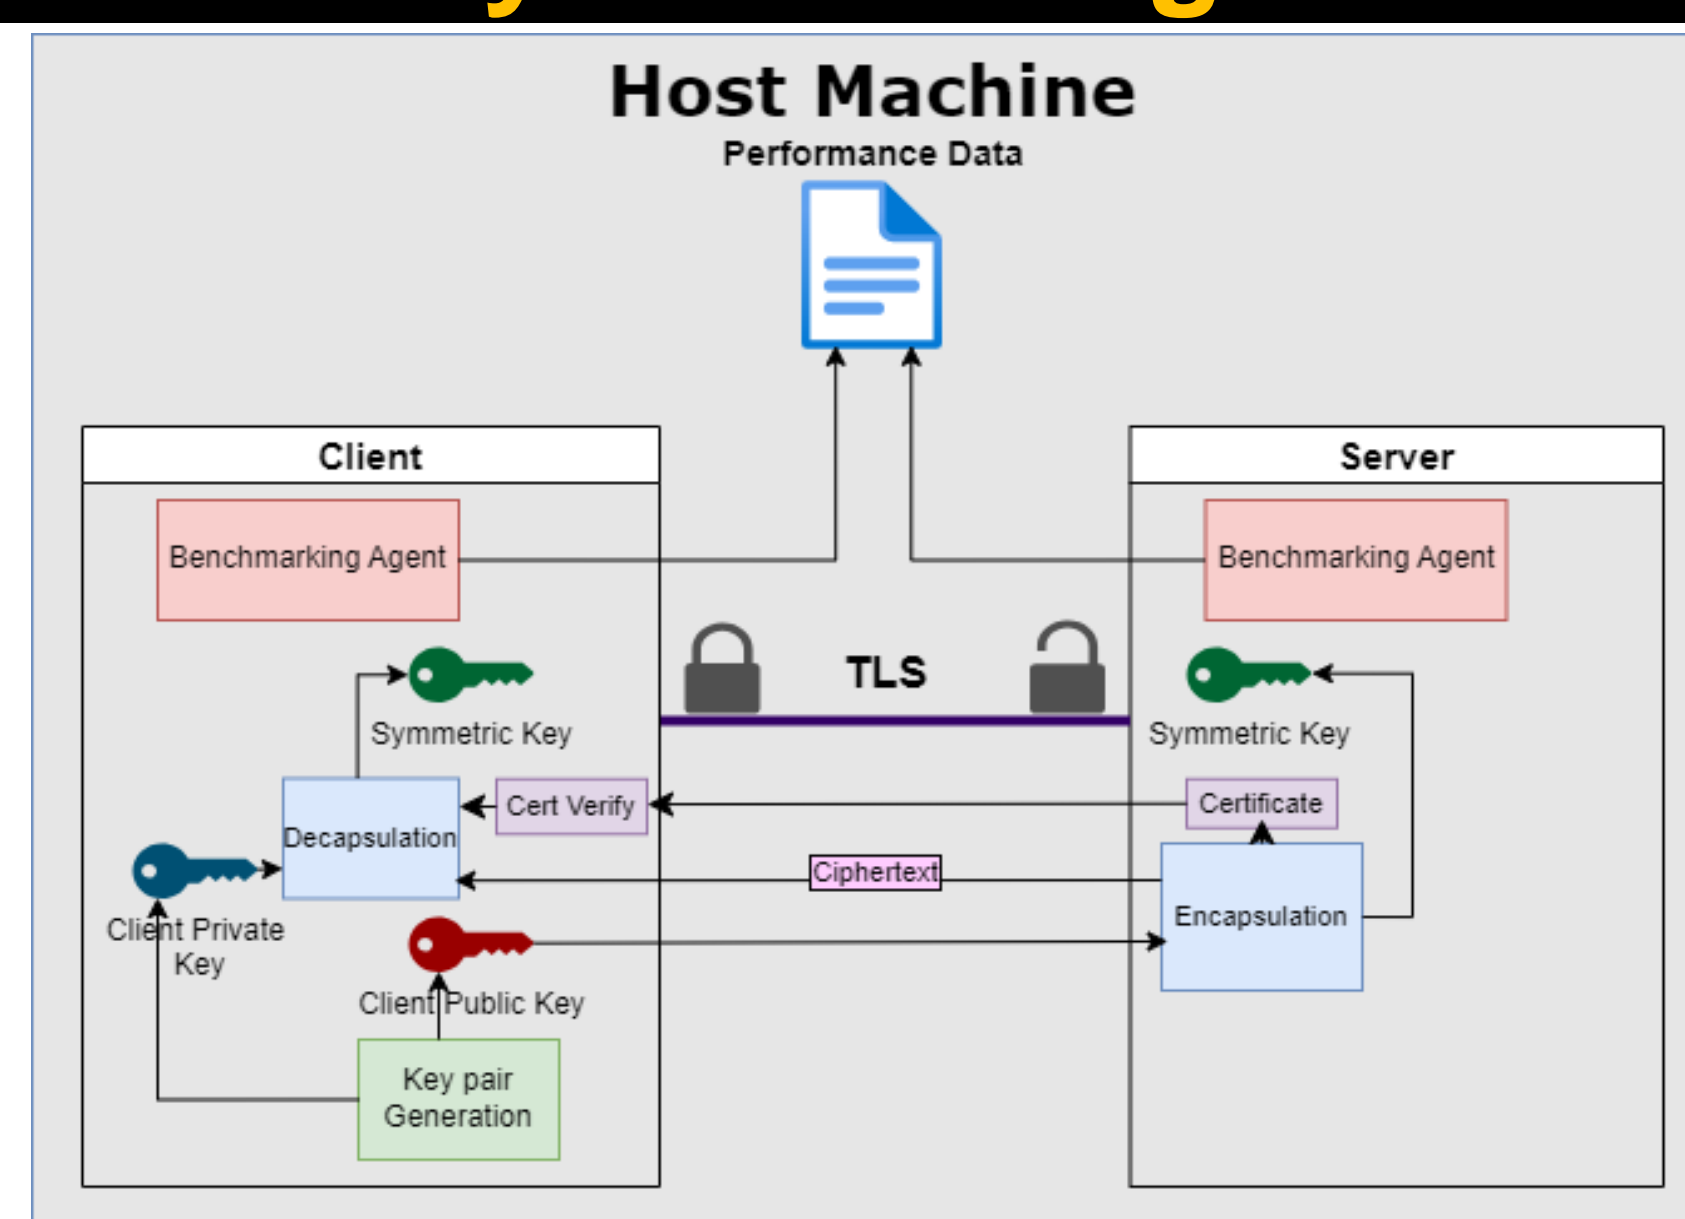 Host Machine
Performance Data
Client
Server
Benchmarking Agent
Benchmarking Agent
TLS
Symmetric Key
Symmetric Key
Cert Verify
Certificate
Decapsulation
Ciphertext
Encapsulation
Client Private
Key
Client Public Key
Key pair
Generation